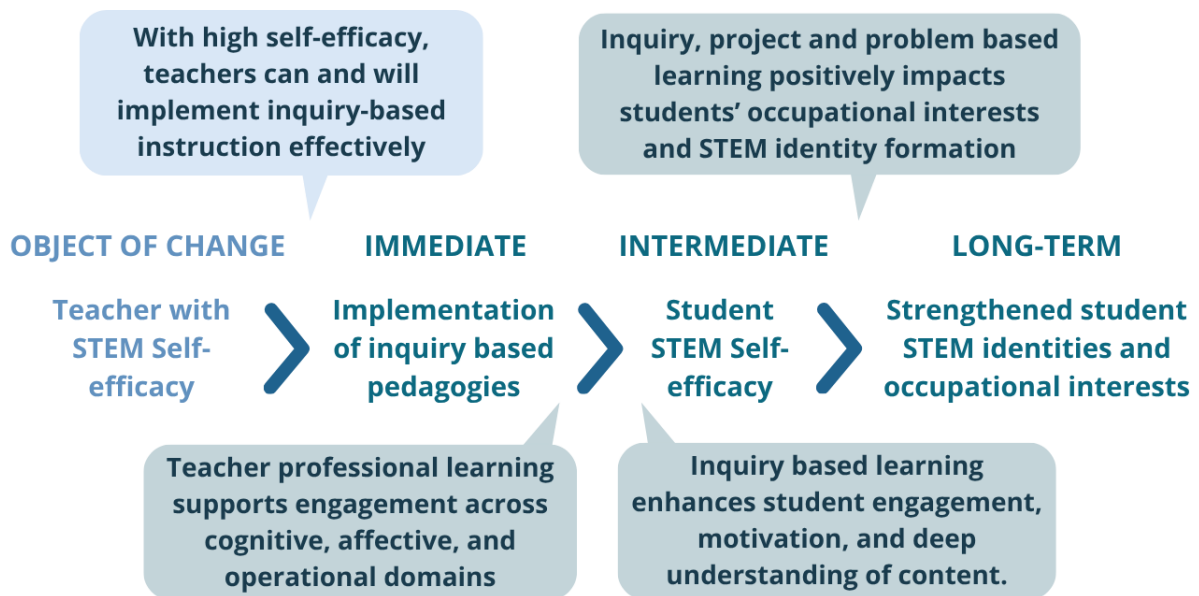 With high self-efficacy,
teachers can and will
implement inquiry-based
instruction effectively
Inquiry, project and problem based
learning positively impacts
students’ occupational interests
and STEM identity formation
OBJECT OF CHANGE
IMMEDIATE
INTERMEDIATE
LONG-TERM
Teacher with
STEM Self-
efficacy
Implementation
of inquiry based
pedagogies
Student
STEM Self-
efficacy
Strengthened student
STEM identities and
occupational interests
Teacher professional learning
supports engagement across
cognitive, affective, and
operational domains
Inquiry based learning
enhances student engagement,
motivation, and deep
understanding of content.